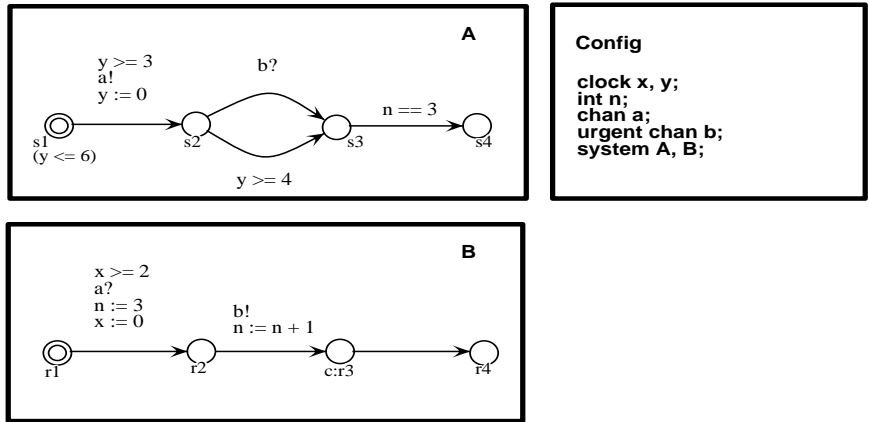 A
y >= 3
a!
y := 0
b?
n == 3
s1
(y <= 6)
s2
s3
s4
y >= 4
Config
clock x, y;
int n;
chan a;
urgent chan b;
system A, B;
B
x >= 2
a?
n := 3
x := 0
b!
n := n + 1
r1
r2
c:r3
r4